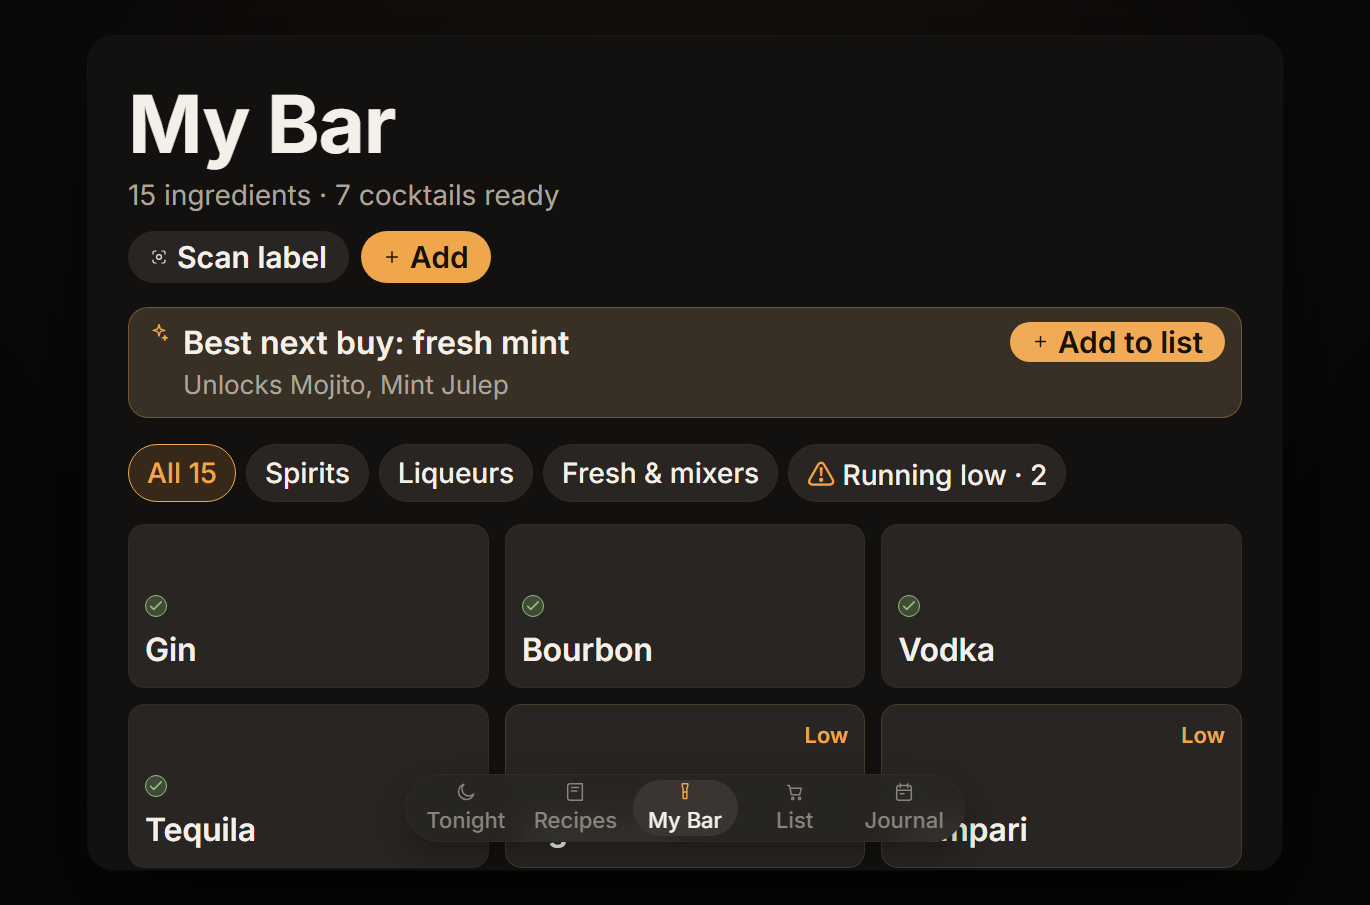 My Bar
15 ingredients · 7 cocktails ready
Scan label
+ Add
Best next buy: fresh mint
+ Add to list
Unlocks Mojito, Mint Julep
All 15
Spirits
Liqueurs
Fresh & mixers
Running low · 2
Gin
Bourbon
Vodka
Low
Low
Tequila
Tonight
Recipes
My Bar
List
Journal